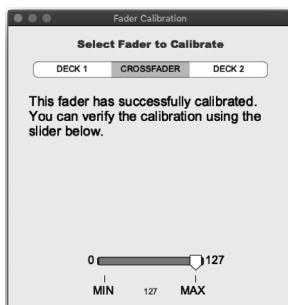 Fader Calibration
Select Fader to Calibrate
DECK 1 CROSSFADER DECK 2
This fader has successfully calibrated.
You can verify the calibration using the
slider below.
0 127
MIN 127 MAX